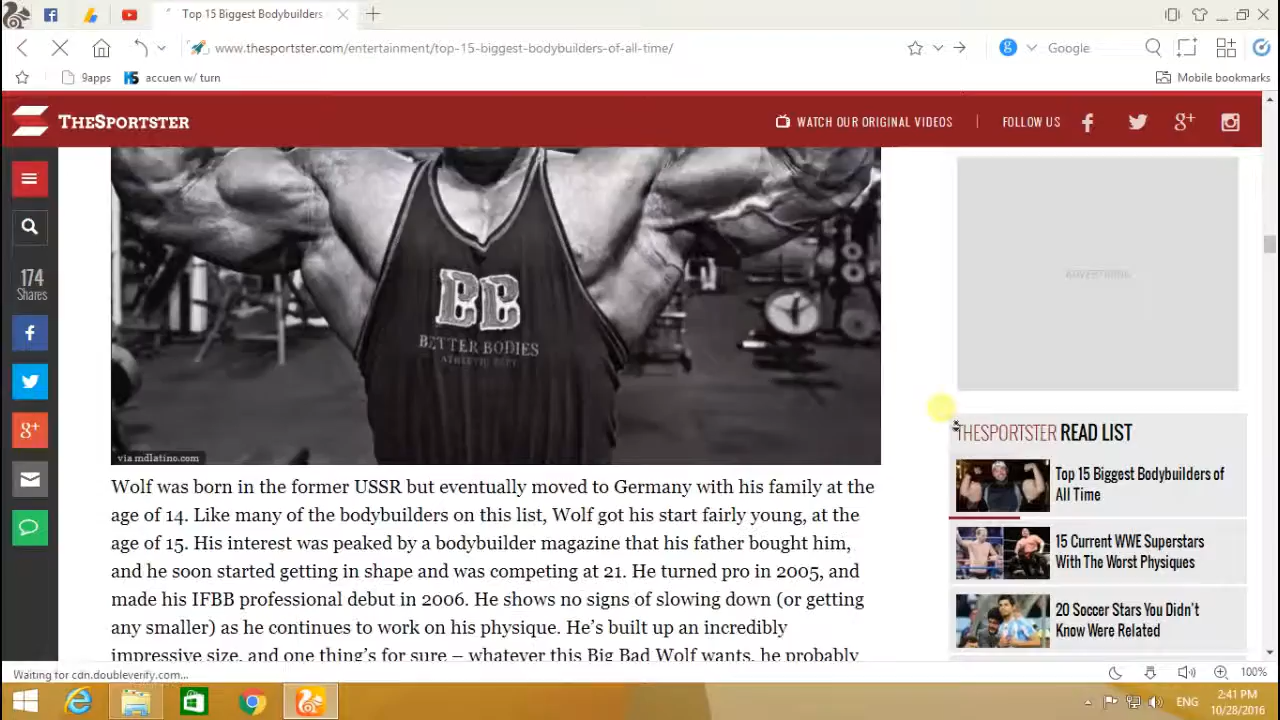 Top 15 Biggest Bodybuilders
www.thesportster.com/entertainment/top-15-biggest-bodybuilders-of-all-time/
Google
9apps
accuen w/ turn
Mobile bookmarks
THESPORTSTER
WATCH OUR ORIGINAL VIDEOS
FOLLOW US
174
Shares
BB
BETTER BODIES
ATHLETIC DEPT
via mdlatino.com
Wolf was born in the former USSR but eventually moved to Germany with his family at the
age of 14. Like many of the bodybuilders on this list, Wolf got his start fairly young, at the
age of 15. His interest was peaked by a bodybuilder magazine that his father bought him,
and he soon started getting in shape and was competing at 21. He turned pro in 2005, and
made his IFBB professional debut in 2006. He shows no signs of slowing down (or getting
any smaller) as he continues to work on his physique. He's built up an incredibly
impressive size, and one thing's for sure – whatever this Big Bad Wolf wants, he probably
ADVERTISING
THESPORTSTER READ LIST
Top 15 Biggest Bodybuilders of
All Time
15 Current WWE Superstars
With The Worst Physiques
20 Soccer Stars You Didn't
Know Were Related
Waiting for cdn.doubleverify.com...
100%
ENG
2:41 PM
10/28/2016